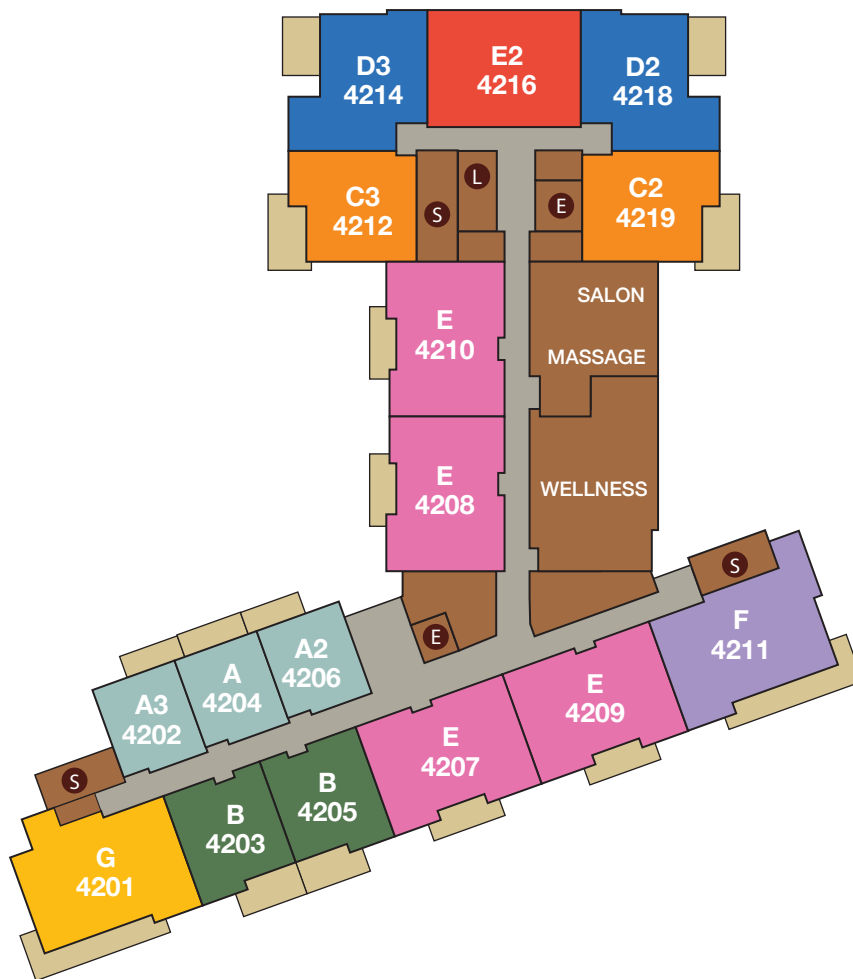 D3
4214
E2
4216
D2
4218
C3
4212
S
L
E
C2
4219
E
4210
SALON
MASSAGE
E
4208
WELLNESS
S
F
4211
E
A2
4206
A
4204
A3
4202
E
4209
E
4207
S
B
4205
B
4203
G
4201